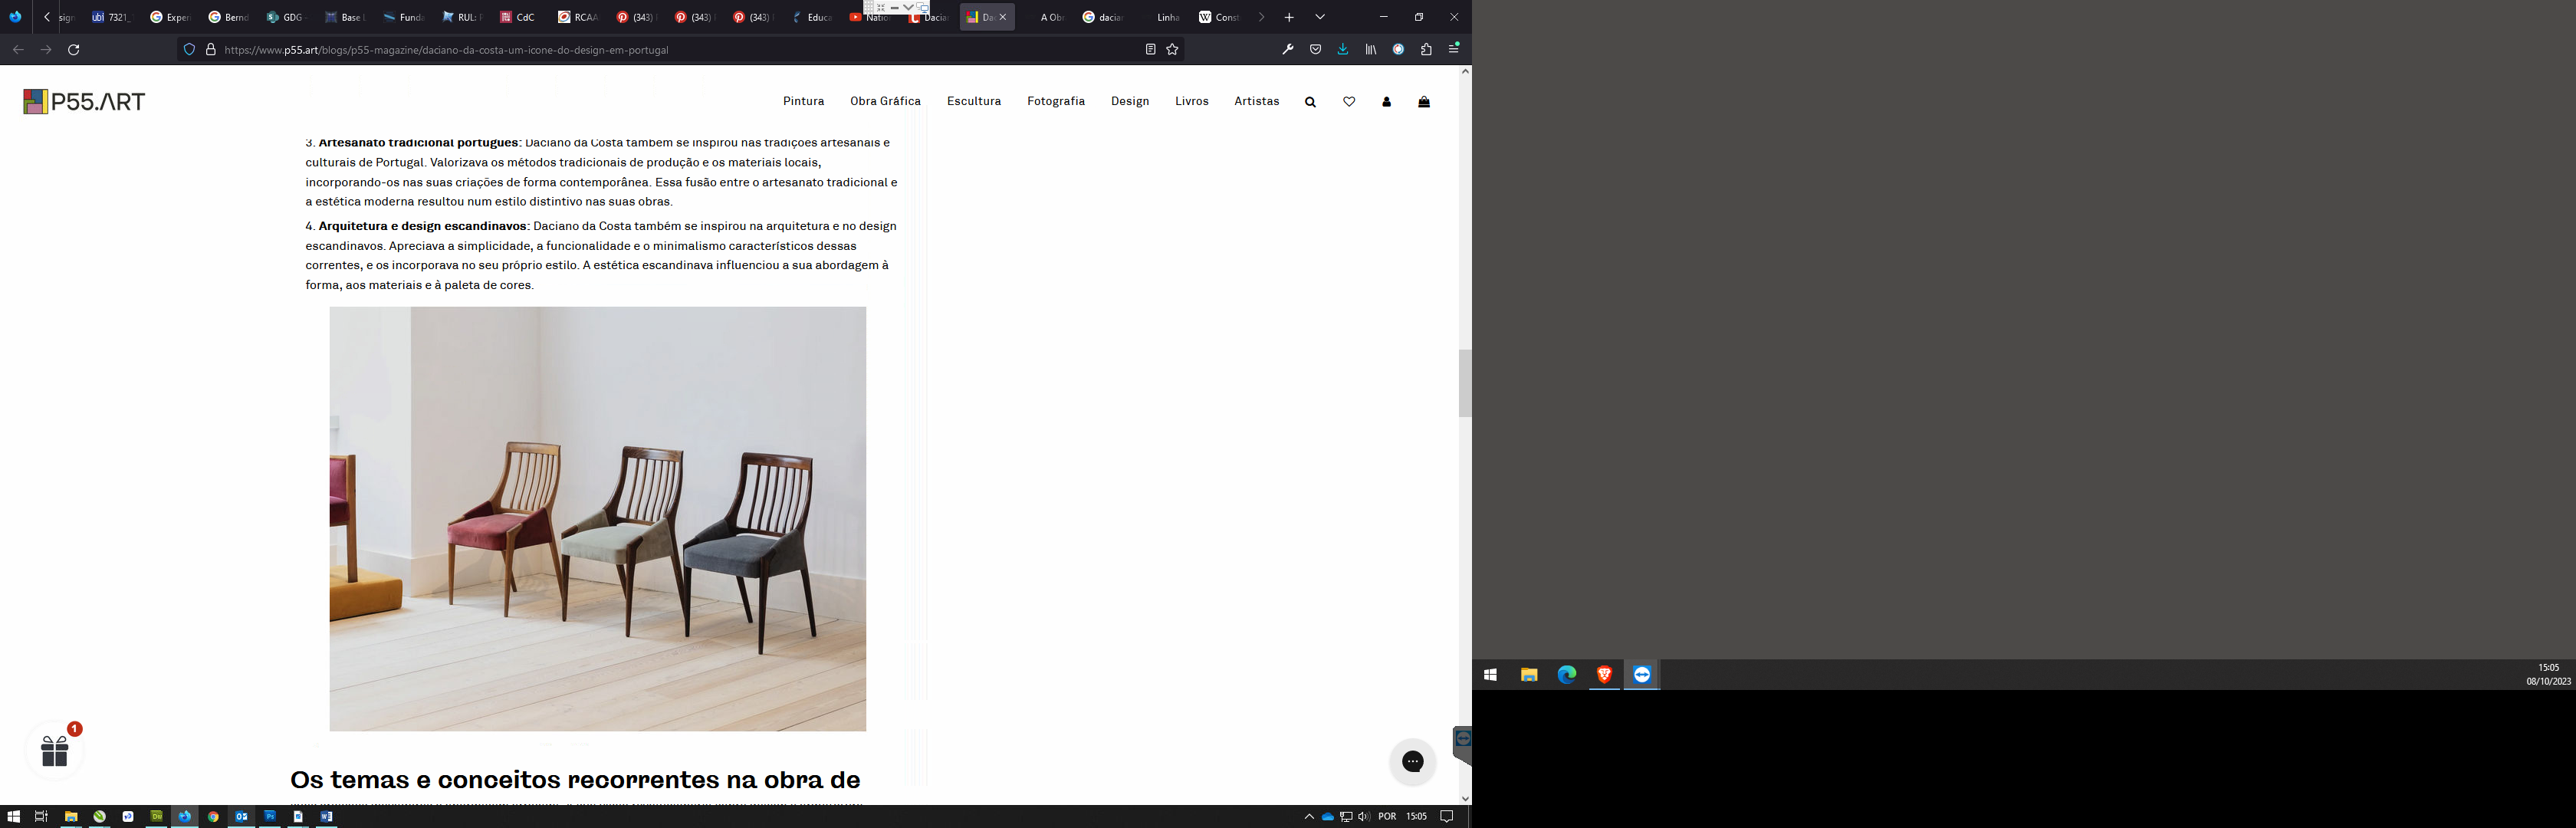 sign
7321_
Exper
Bernd
GDG -
Base L
Funda
RUL: F
CdC
RCAA
(343)
(343)
(343)
Educa
Natio
Dacian
Da
A Obr
dacian
Linha
Const
https://www.p55.art/blogs/p55-magazine/daciano-da-costa-um-icone-do-design-em-portugal
P55.ART
Pintura
Obra Gráfica
Escultura
Fotografia
Design
Livros
Artistas
3. Artesanato tradicional português: Daciano da Costa também se inspirou nas tradições artesanais e
culturais de Portugal. Valorizava os métodos tradicionais de produção e os materiais locais,
incorporando-os nas suas criações de forma contemporânea. Essa fusão entre o artesanato tradicional e
a estética moderna resultou num estilo distintivo nas suas obras.
4. Arquitetura e design escandinavos: Daciano da Costa também se inspirou na arquitetura e no design
escandinavos. Apreciava a simplicidade, a funcionalidade e o minimalismo característicos dessas
correntes, e os incorporava no seu próprio estilo. A estética escandinava influenciou a sua abordagem à
forma, aos materiais e à paleta de cores.
1
Os temas e conceitos recorrentes na obra de
POR
15:05
15:05
08/10/2023